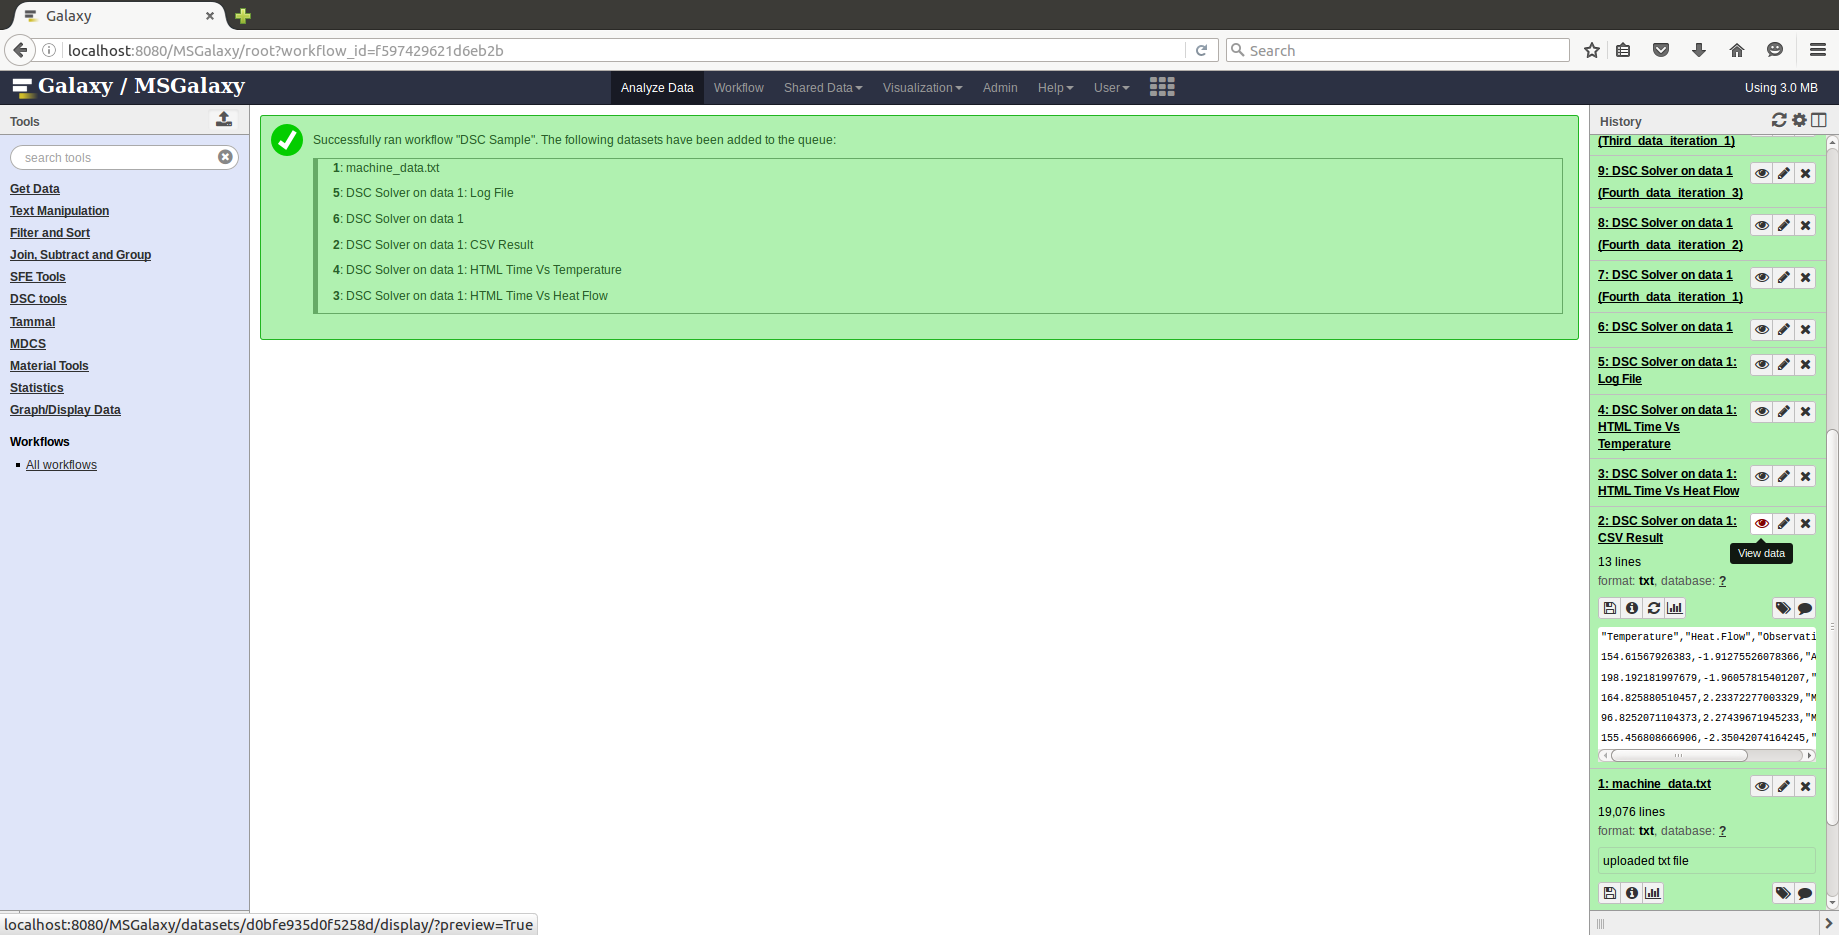 Galaxy
localhost:8080/MSGalaxy/root?workflow_id=f597429621d6eb2b
Search
Galaxy / MSGalaxy
Analyze Data
Workflow
Shared Data
Visualization
Admin
Help
User
Using 3.0 MB
Tools
search tools
Get Data
Text Manipulation
Filter and Sort
Join, Subtract and Group
SFE Tools
DSC tools
Tammal
MDCS
Material Tools
Statistics
Graph/Display Data
Workflows
All workflows
Successfully ran workflow "DSC Sample". The following datasets have been added to the queue:
1: machine_data.txt
5: DSC Solver on data 1: Log File
6: DSC Solver on data 1
2: DSC Solver on data 1: CSV Result
4: DSC Solver on data 1: HTML Time Vs Temperature
3: DSC Solver on data 1: HTML Time Vs Heat Flow
History
(Third_data_iteration_1)
9: DSC Solver on data 1
(Fourth_data_iteration_3)
8: DSC Solver on data 1
(Fourth_data_iteration_2)
7: DSC Solver on data 1
(Fourth_data_iteration_1)
6: DSC Solver on data 1
5: DSC Solver on data 1:
Log File
4: DSC Solver on data 1:
HTML Time Vs
Temperature
3: DSC Solver on data 1:
HTML Time Vs Heat Flow
2: DSC Solver on data 1:
CSV Result
View data
13 lines
format: txt, database: ?
"Temperature","Heat.Flow","Observati
154.61567926383,-1.91275526078366,"A
198.192181997679,-1.96057815401207,"
164.825880510457,2.23372277003329,"M
96.8252071104373,2.27439671945233,"M
155.456808666906,-2.35042074164245,"
1: machine_data.txt
19,076 lines
format: txt, database: ?
uploaded txt file
localhost:8080/MSGalaxy/datasets/d0bfe935d0f5258d/display/?preview=True